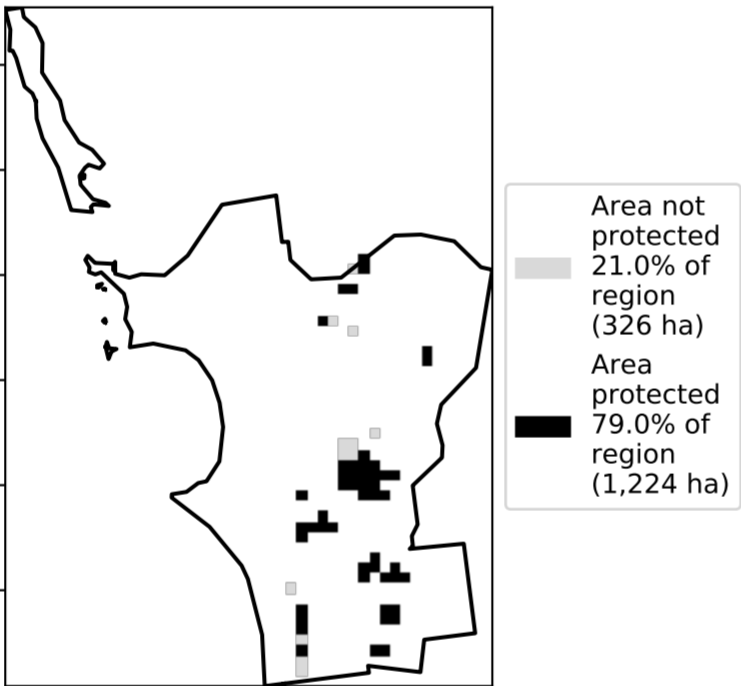 Area not
protected
21.0% of
region
(326 ha)
Area
protected
79.0% of
region
(1,224 ha)